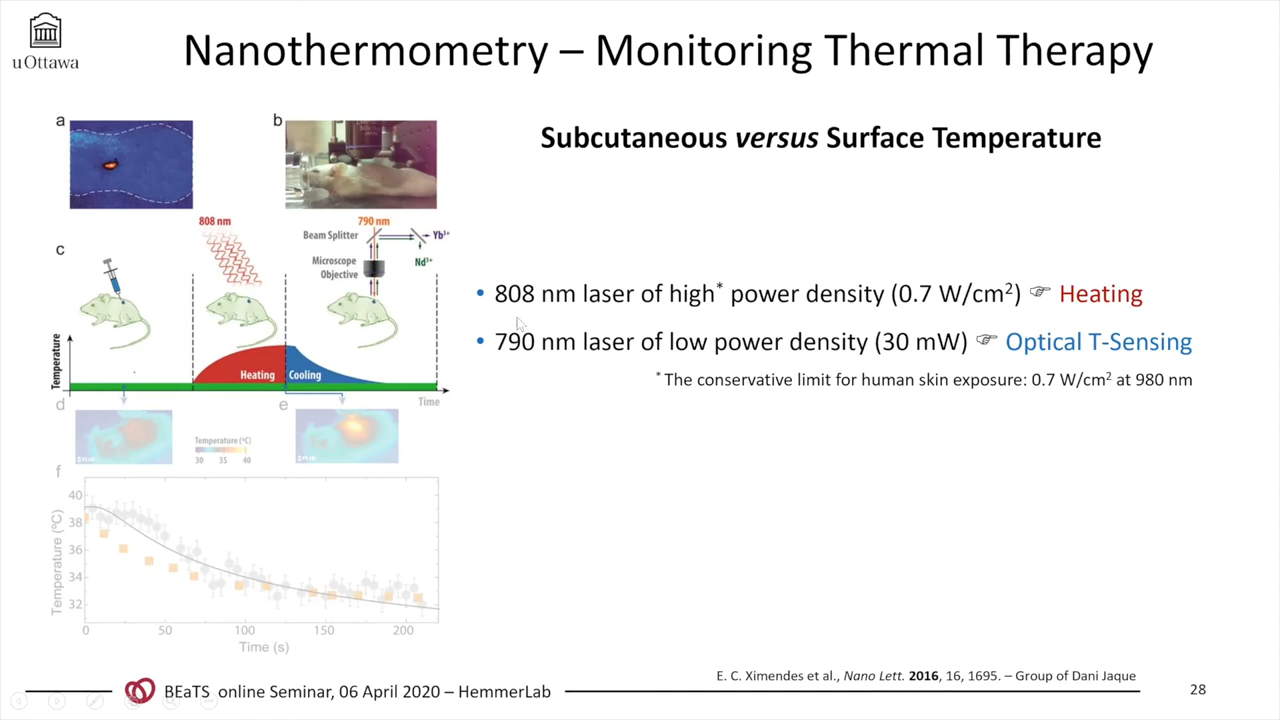 uOttawa
Nanothermometry – Monitoring Thermal Therapy
Subcutaneous versus Surface Temperature
a
b
808 nm
790 nm
Beam Splitter
Yb³⁺
c
Microscope
Objective
Nd³⁺
• 808 nm laser of high* power density (0.7 W/cm²) ☞ Heating
• 790 nm laser of low power density (30 mW) ☞ Optical T-Sensing
* The conservative limit for human skin exposure: 0.7 W/cm² at 980 nm
Temperature
Heating
Cooling
Time
d
e
Temperature (ºC)
30 35 40
f
Temperature (ºC)
40
38
36
34
32
0 50 100 150 200
Time (s)
E. C. Ximendes et al., Nano Lett. 2016, 16, 1695. – Group of Dani Jaque
BEaTS online Seminar, 06 April 2020 – HemmerLab
28